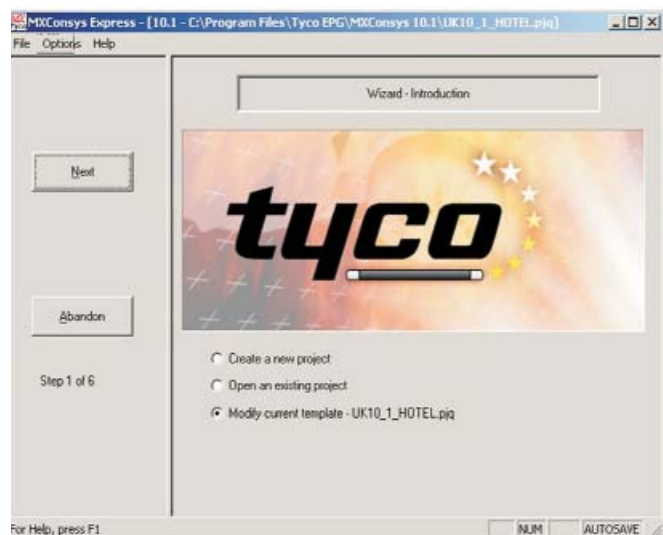 MXConsys Express - [10.1 - C:\Program Files\Tyco EPG\MXConsys 10.1\UK10_1_HOTEL.pjq]
File Options Help
Wizard - Introduction
Next
tyco
Abandon
Step 1 of 6
Create a new project
Open an existing project
Modify current template - UK10_1_HOTEL.pjq
For Help, press F1
NUM
AUTOSAVE